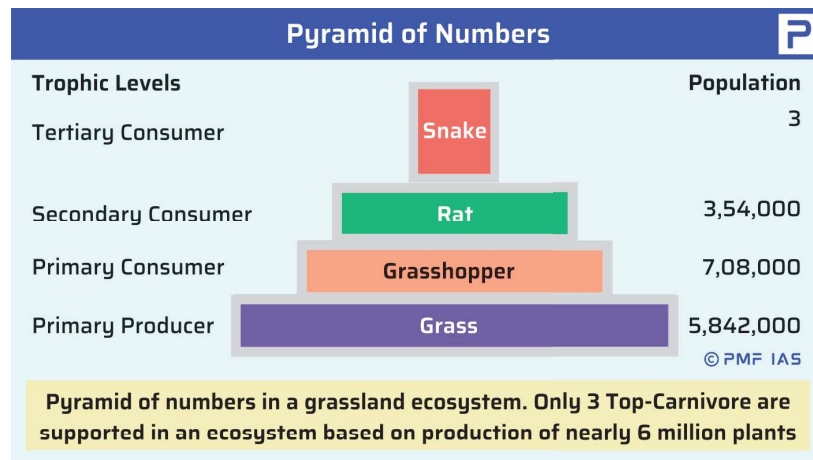 Pyramid of Numbers
P
Trophic Levels
Population
Tertiary Consumer
Snake
3
Secondary Consumer
Rat
3,54,000
Primary Consumer
Grasshopper
7,08,000
Primary Producer
Grass
5,842,000
© PMF IAS
Pyramid of numbers in a grassland ecosystem. Only 3 Top-Carnivore are
supported in an ecosystem based on production of nearly 6 million plants